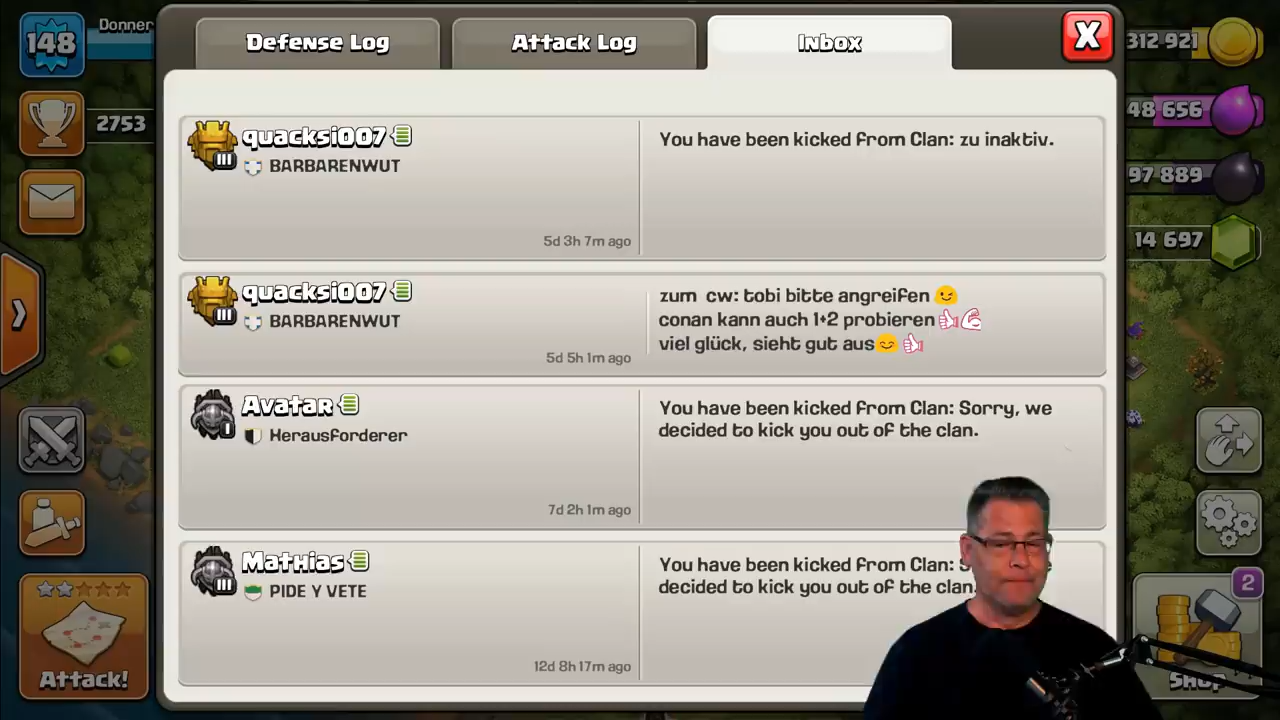 148
Donner
Defense Log
Attack Log
Inbox
X
312 921
2753
48 656
97 889
14 697
quacksi007
BARBARENWUT
5d 3h 7m ago
You have been kicked from Clan: zu inaktiv.
quacksi007
BARBARENWUT
5d 5h 1m ago
zum cw: tobi bitte angreifen 😉
conan kann auch 1+2 probieren👍💪
viel glück, sieht gut aus😊👍
Avatar
Herausforderer
7d 2h 1m ago
You have been kicked from Clan: Sorry, we
decided to kick you out of the clan.
Mathias
PIDE Y VETE
12d 8h 17m ago
You have been kicked from Clan:
decided to kick you out of the clan
Attack!
2
Shop